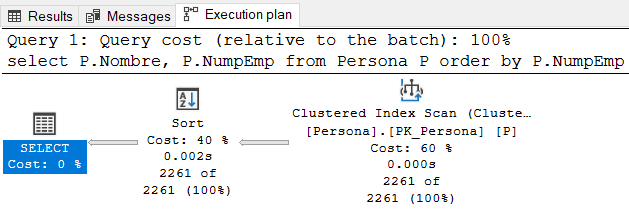 Results Messages Execution plan
Query 1: Query cost (relative to the batch): 100%
select P.Nombre, P.NumpEmp from Persona P order by P.NumpEmp
SELECT
Cost: 0 %
Sort
Cost: 40 %
0.002s
2261 of
2261 (100%)
Clustered Index Scan (Cluste…
[Persona].[PK_Persona] [P]
Cost: 60 %
0.000s
2261 of
2261 (100%)